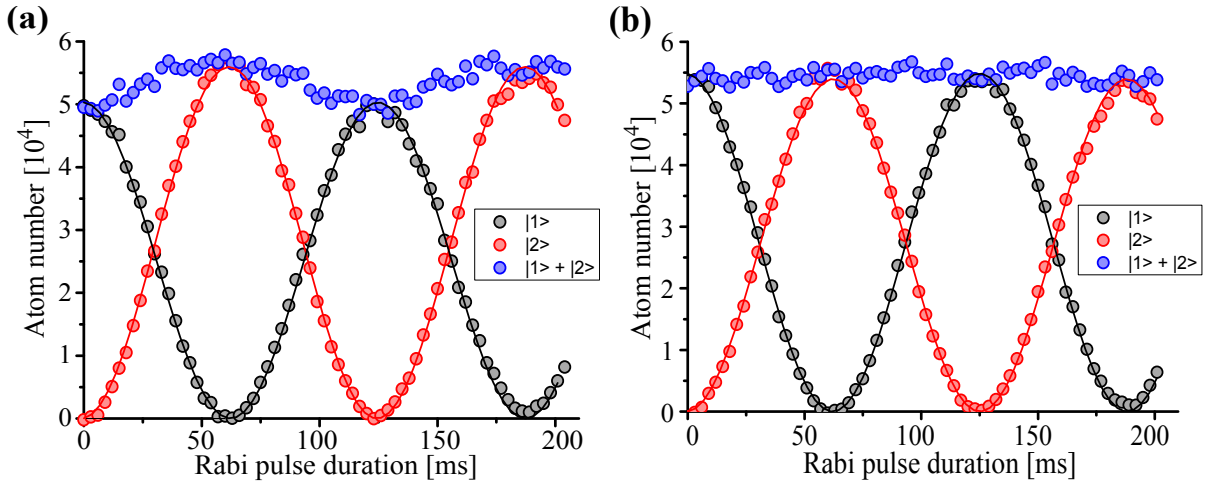 (a)
6
5
4
3
2
1
0
Atom number [10⁴]
|1>
|2>
|1> + |2>
0 50 100 150 200
Rabi pulse duration [ms]
(b)
6
5
4
3
2
1
0
Atom number [10⁴]
|1>
|2>
|1> + |2>
0 50 100 150 200
Rabi pulse duration [ms]